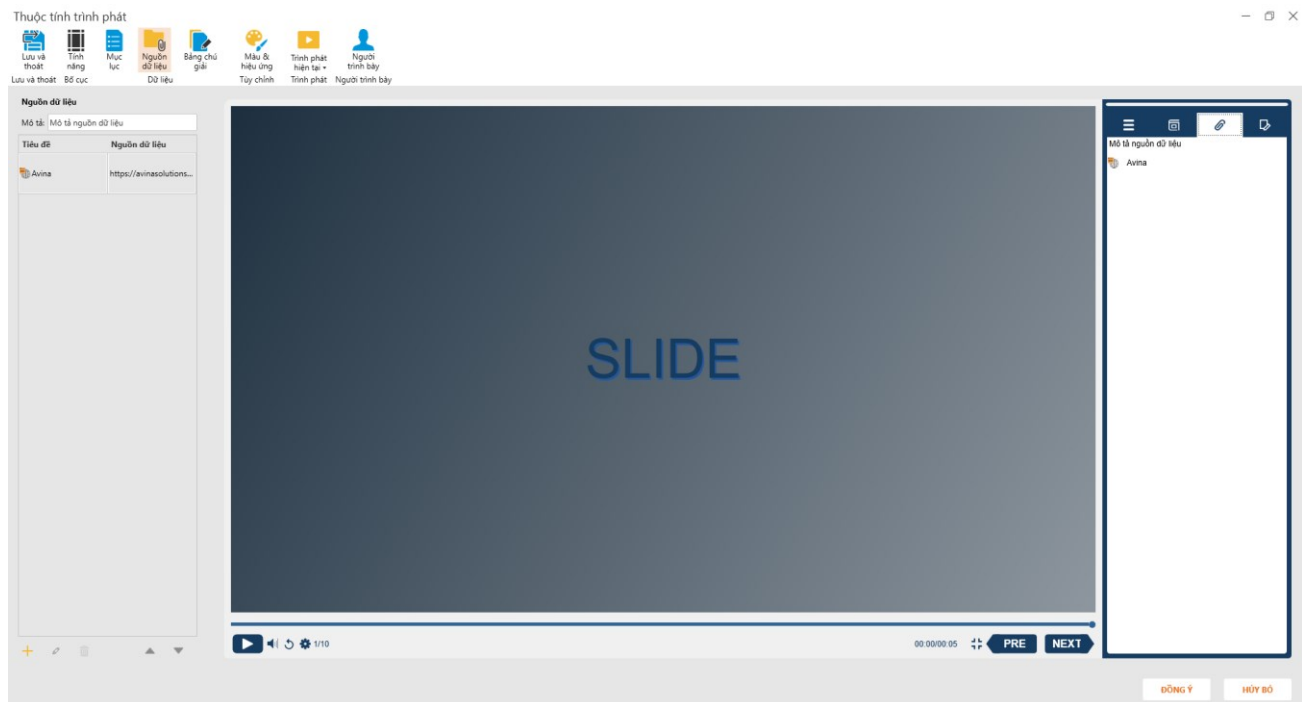 Thuộc tính trình phát
Lưu và thoát
Tính năng
Mục lục
Nguồn dữ liệu
Bảng chú giải
Màu & hiệu ứng
Trình phát hiện tại
Người trình bày
Lưu và thoát
Bố cục
Dữ liệu
Tùy chỉnh
Trình phát
Người trình bày
Nguồn dữ liệu
Mô tả: Mô tả nguồn dữ liệu
Tiêu đề Nguồn dữ liệu
Avina https://avinasolutions...
SLIDE
1/10
00:00/00:05
PRE
NEXT
Mô tả nguồn dữ liệu
Avina
ĐỒNG Ý
HỦY BỎ